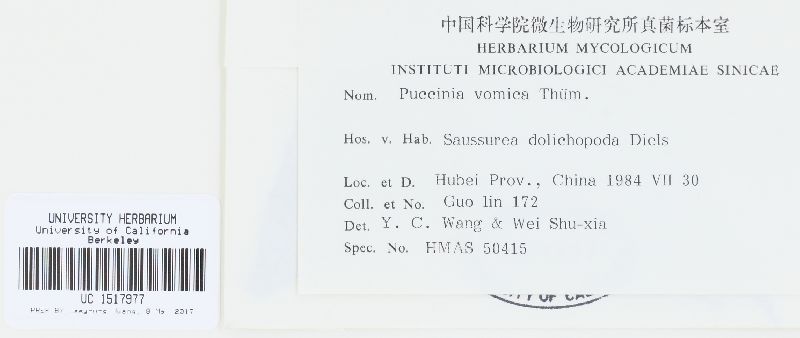 中国科学院微生物研究所真菌标本室
HERBARIUM MYCOLOGICUM
INSTITUTI MICROBIOLOGICI ACADEMIAE SINICAE
Nom. Puccinia vomica Thüm.
Hos. v. Hab. Saussurea dolichopoda Diels
Loc. et D. Hubei Prov., China 1984 VII 30
Coll. et No. Guo lin 172
Det. Y. C. Wang & Wei Shu-xia
Spec. No. HMAS 50415
UNIVERSITY HERBARIUM
University of California
Berkeley
UC 1517977
2017
OF